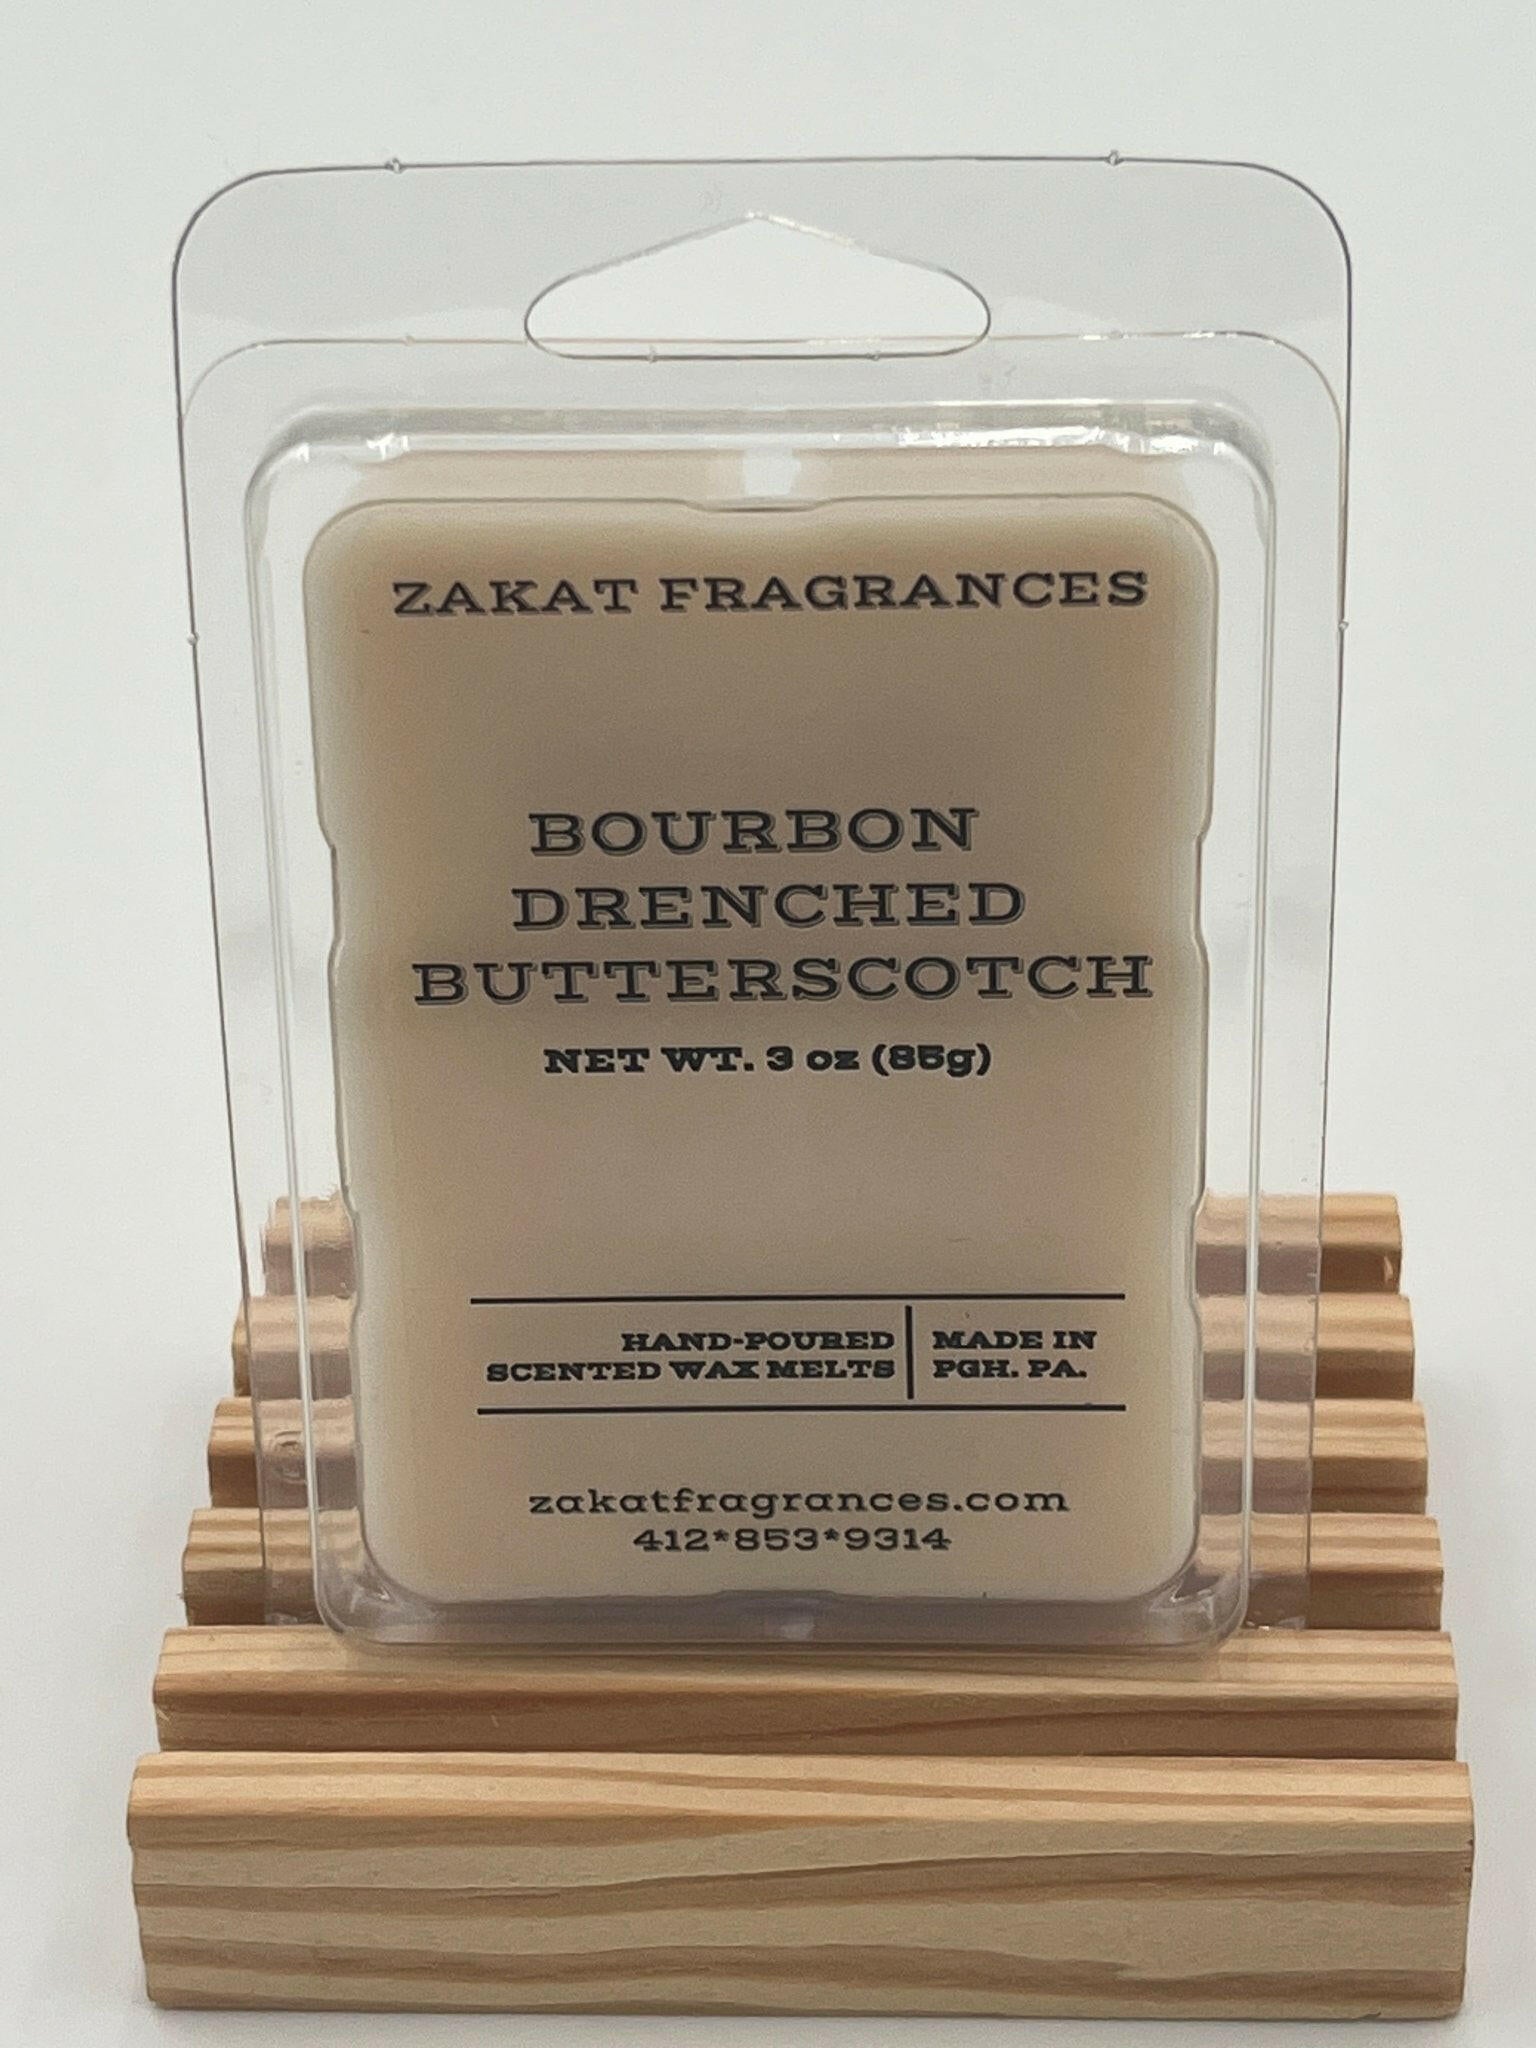 ZAKAT FRAGRANCES
BOURBON
DRENCHED
BUTTERSCOTCH
NET WT. 3 oz (85g)
HAND-POURED
SCENTED WAX MELTS
MADE IN
PGH. PA.
zakatfragrances.com
412*853*9314